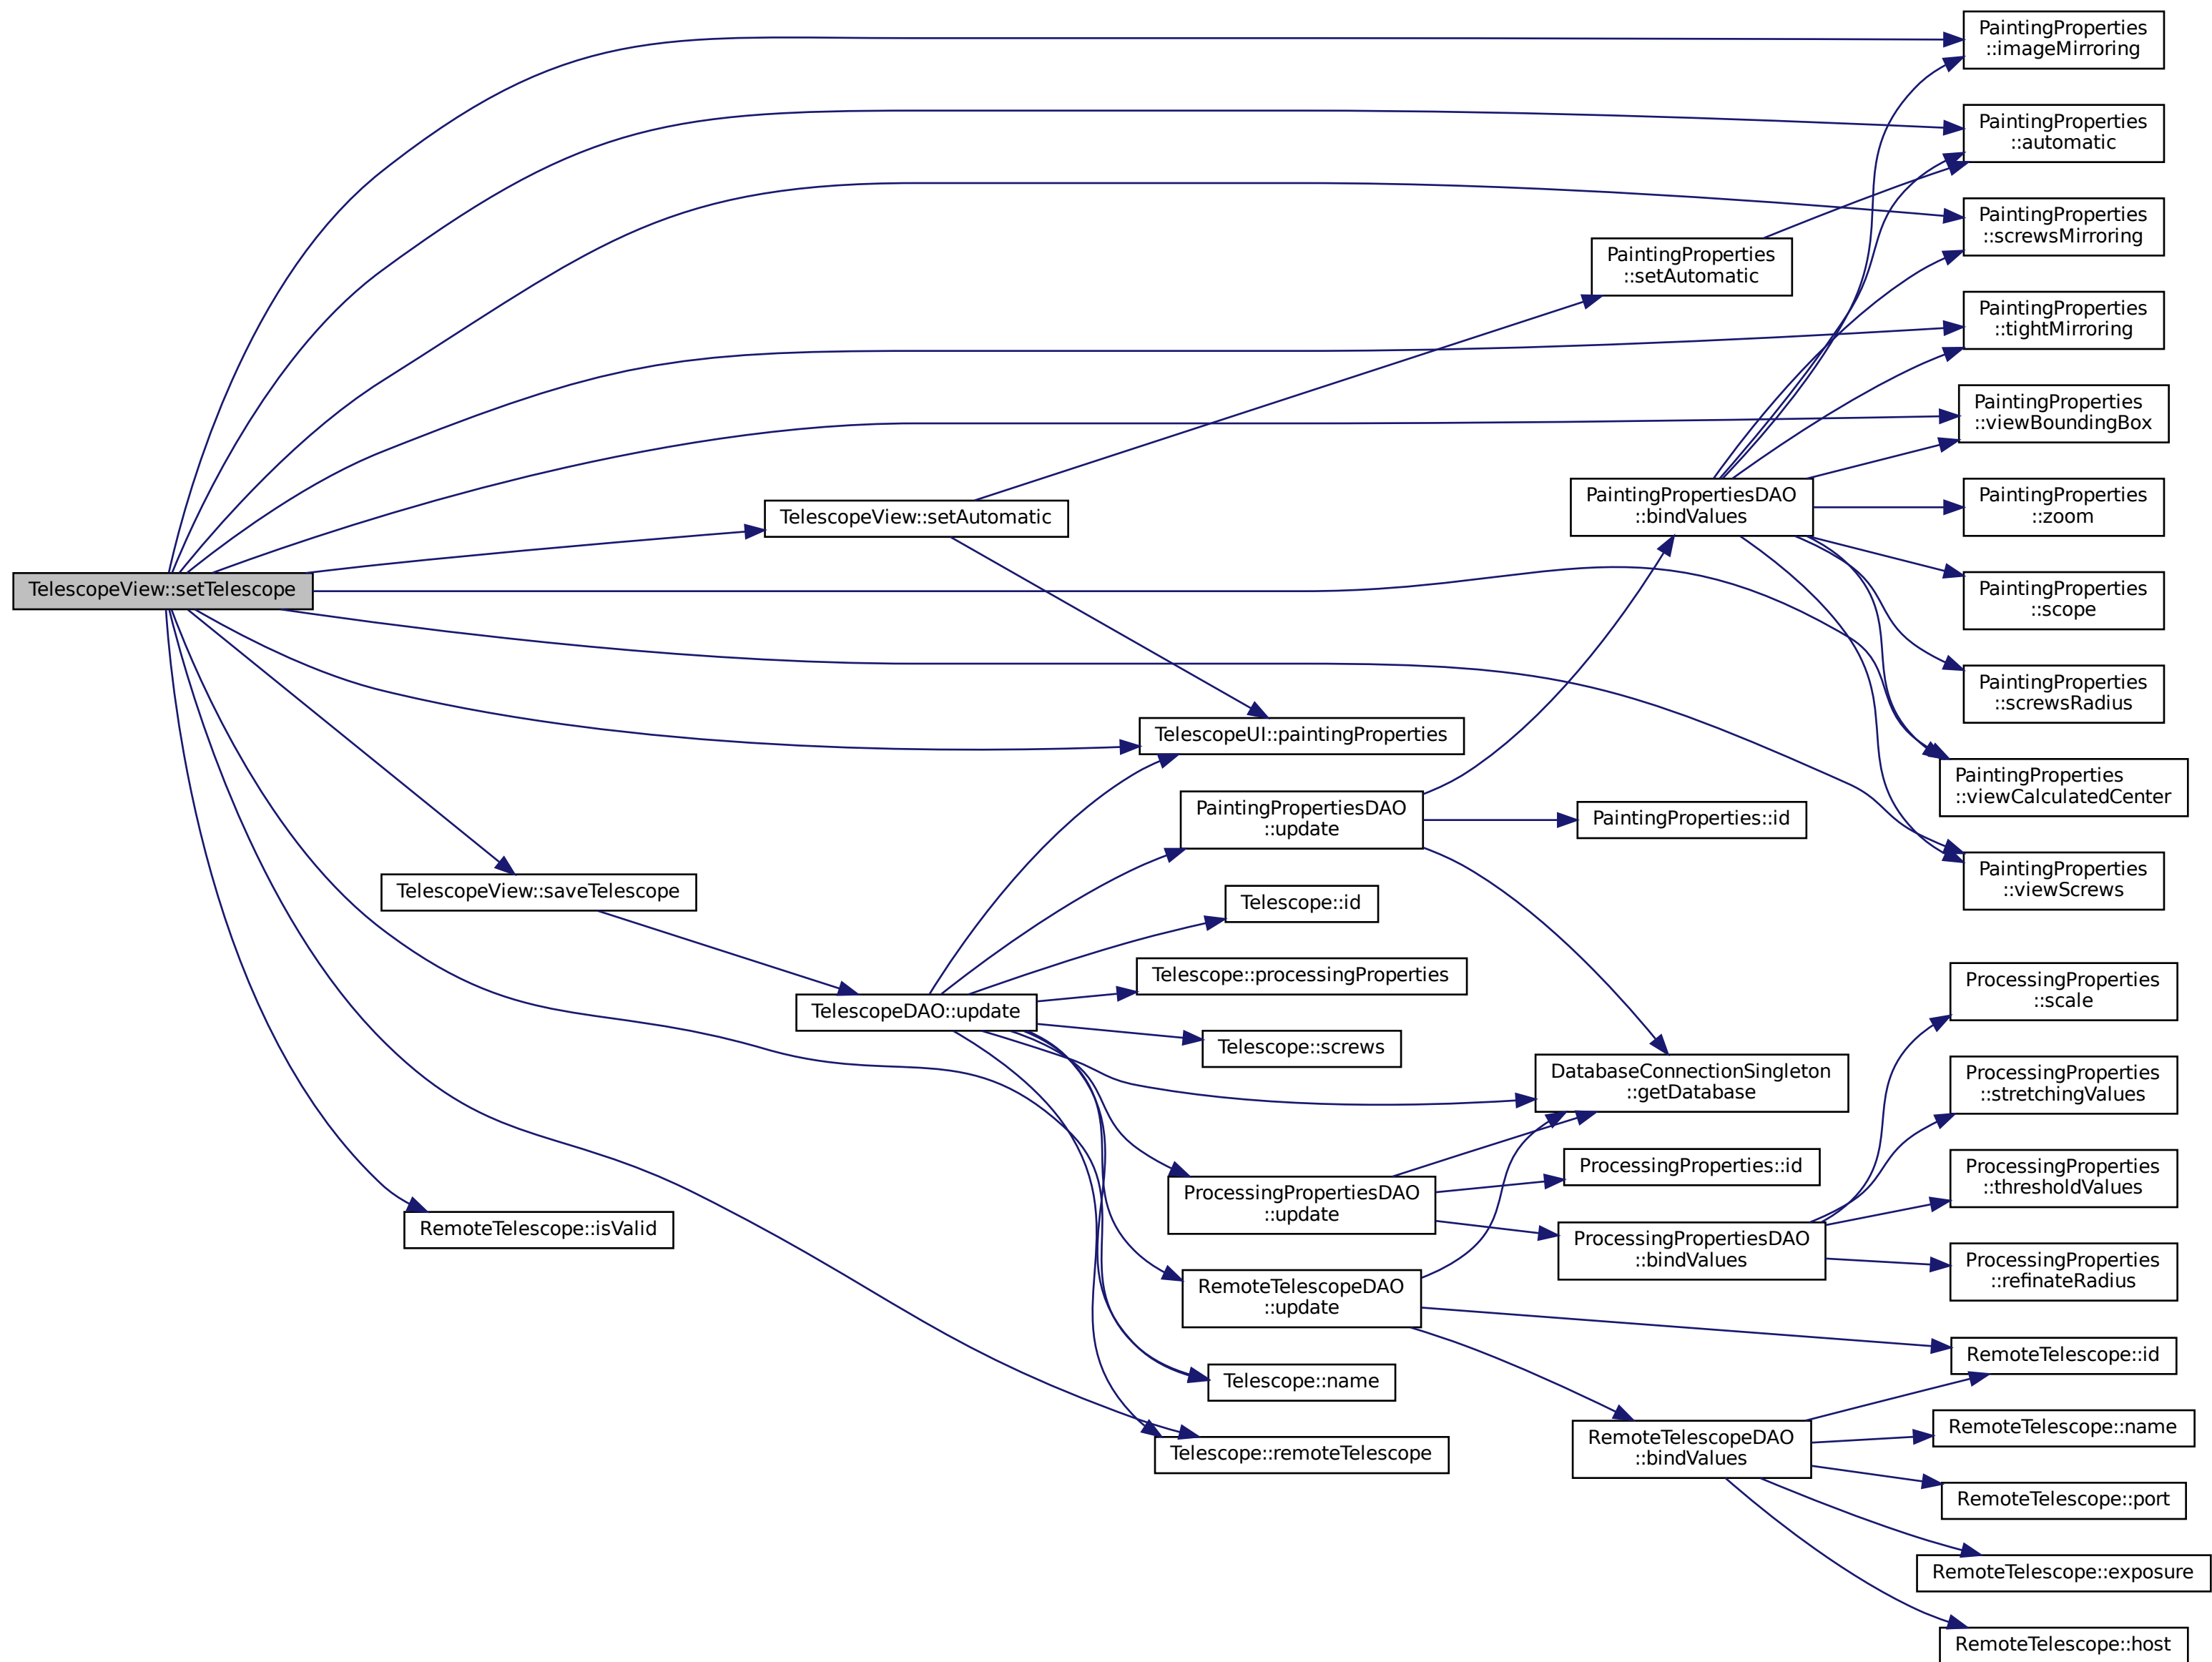 PaintingProperties
::imageMirroring
PaintingProperties
::automatic
PaintingProperties
::screwsMirroring
PaintingProperties
::setAutomatic
PaintingProperties
::tightMirroring
PaintingProperties
::viewBoundingBox
PaintingPropertiesDAO
::bindValues
PaintingProperties
::zoom
TelescopeView::setAutomatic
TelescopeView::setTelescope
PaintingProperties
::scope
PaintingProperties
::screwsRadius
TelescopeUI::paintingProperties
PaintingProperties
::viewCalculatedCenter
PaintingPropertiesDAO
::update
PaintingProperties::id
PaintingProperties
::viewScrews
TelescopeView::saveTelescope
Telescope::id
Telescope::processingProperties
ProcessingProperties
::scale
TelescopeDAO::update
Telescope::screws
DatabaseConnectionSingleton
::getDatabase
ProcessingProperties
::stretchingValues
ProcessingProperties::id
ProcessingProperties
::thresholdValues
ProcessingPropertiesDAO
::update
RemoteTelescope::isValid
ProcessingPropertiesDAO
::bindValues
ProcessingProperties
::refinateRadius
RemoteTelescopeDAO
::update
RemoteTelescope::id
Telescope::name
RemoteTelescope::name
Telescope::remoteTelescope
RemoteTelescopeDAO
::bindValues
RemoteTelescope::port
RemoteTelescope::exposure
RemoteTelescope::host